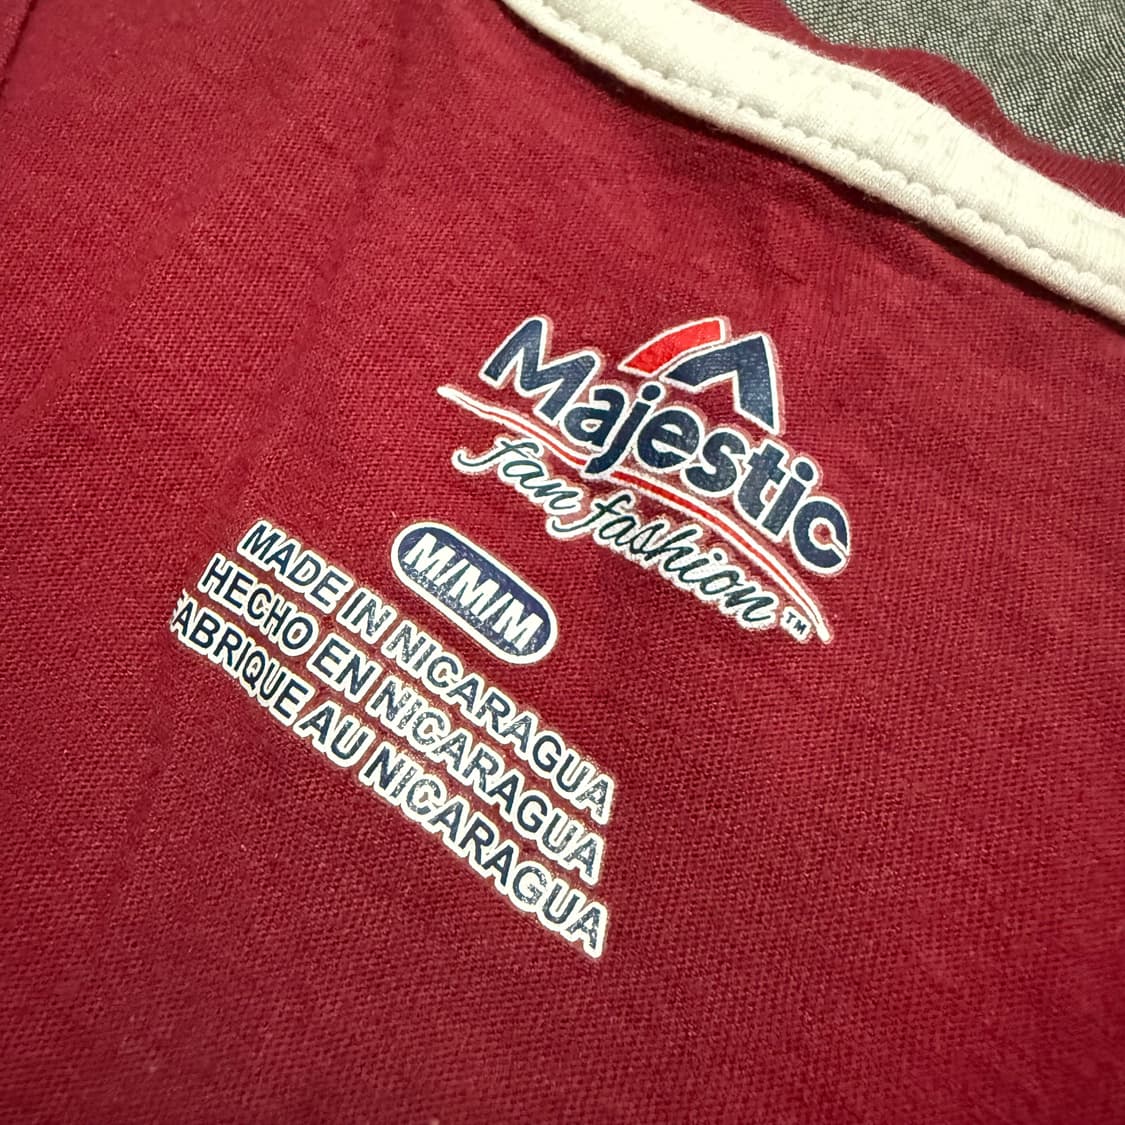 Majestic
fan fashion™
M/M/M
MADE IN NICARAGUA
HECHO EN NICARAGUA
FABRIQUE AU NICARAGUA